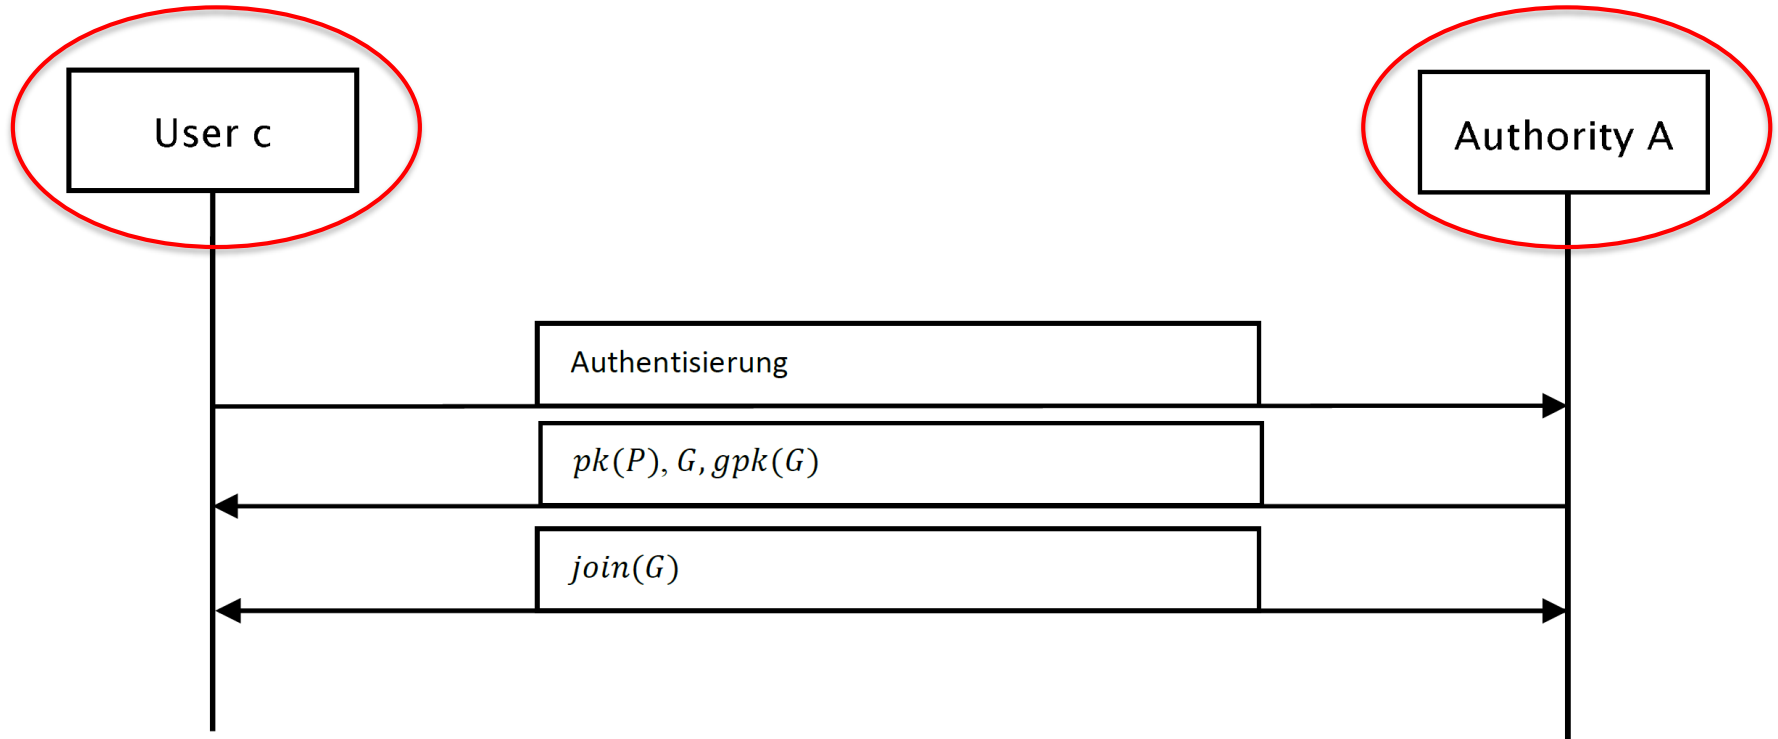 User c
Authority A
Authentisierung
pk(P), G, gpk(G)
join(G)